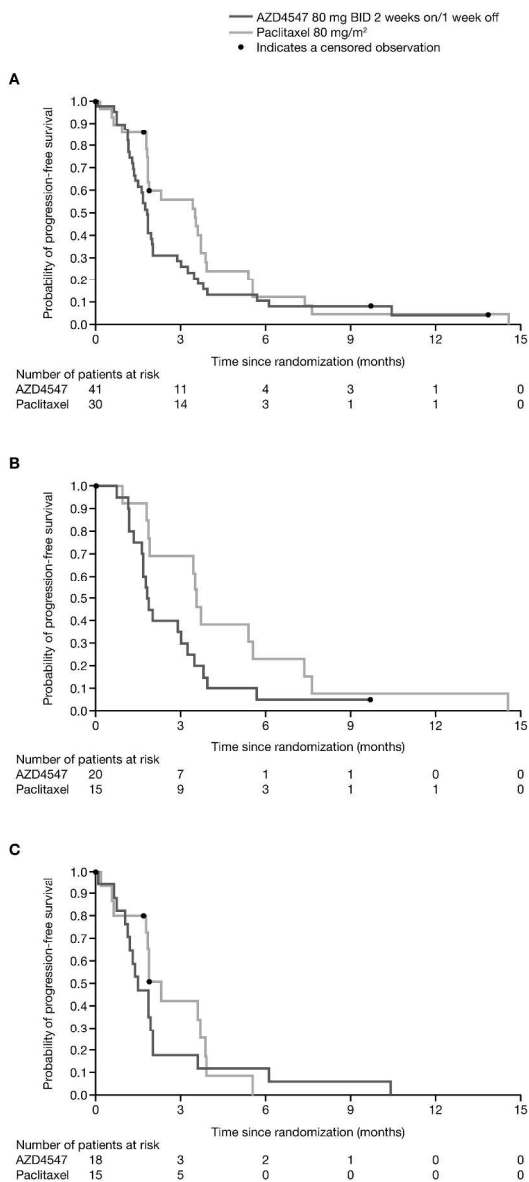 AZD4547 80 mg BID 2 weeks on/1 week off
Paclitaxel 80 mg/m²
Indicates a censored observation
A
Probability of progression-free survival
1.0
0.9
0.8
0.7
0.6
0.5
0.4
0.3
0.2
0.1
0.0
0 3 6 9 12 15
Time since randomization (months)
Number of patients at risk
AZD4547 41 11 4 3 1 0
Paclitaxel 30 14 3 1 1 0
B
Probability of progression-free survival
1.0
0.9
0.8
0.7
0.6
0.5
0.4
0.3
0.2
0.1
0.0
0 3 6 9 12 15
Time since randomization (months)
Number of patients at risk
AZD4547 20 7 1 1 0 0
Paclitaxel 15 9 3 1 1 0
C
Probability of progression-free survival
1.0
0.9
0.8
0.7
0.6
0.5
0.4
0.3
0.2
0.1
0.0
0 3 6 9 12 15
Time since randomization (months)
Number of patients at risk
AZD4547 18 3 2 1 0 0
Paclitaxel 15 5 0 0 0 0